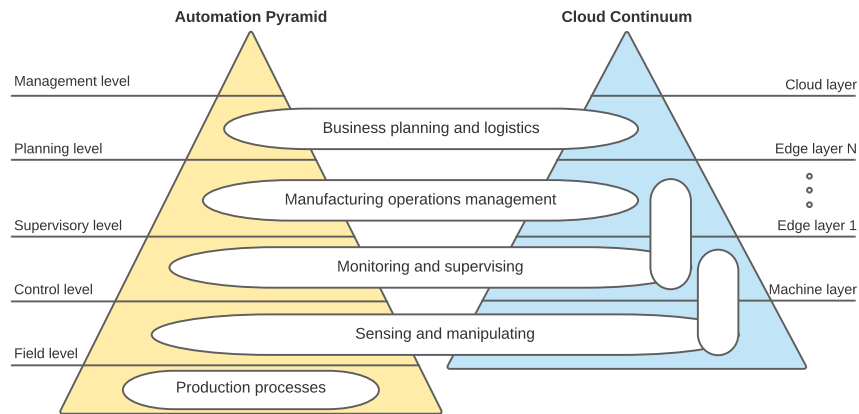 Automation Pyramid
Cloud Continuum
Management level
Cloud layer
Business planning and logistics
Planning level
Edge layer N
Manufacturing operations management
Supervisory level
Edge layer 1
Monitoring and supervising
Control level
Machine layer
Sensing and manipulating
Field level
Production processes